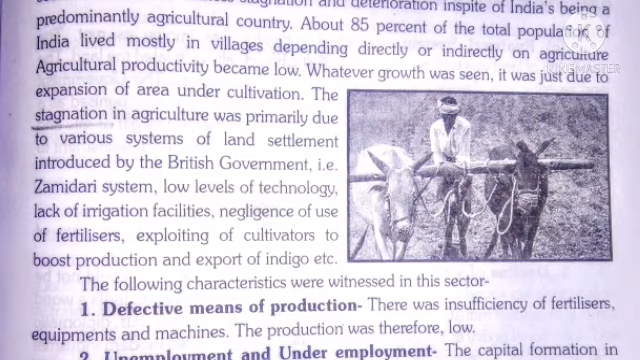 stagnation and deterioration inspite of India's being a
predominantly agricultural country. About 85 percent of the total population of
India lived mostly in villages depending directly or indirectly on agriculture
Agricultural productivity became low. Whatever growth was seen, it was just due to
expansion of area under cultivation. The
stagnation in agriculture was primarily due
to various systems of land settlement
introduced by the British Government, i.e.
Zamidari system, low levels of technology,
lack of irrigation facilities, negligence of use
of fertilisers, exploiting of cultivators to
boost production and export of indigo etc.
The following characteristics were witnessed in this sector-
1. Defective means of production- There was insufficiency of fertilisers,
equipments and machines. The production was therefore, low.
2. Unemployment and Under employment- The capital formation in
KINEMASTER